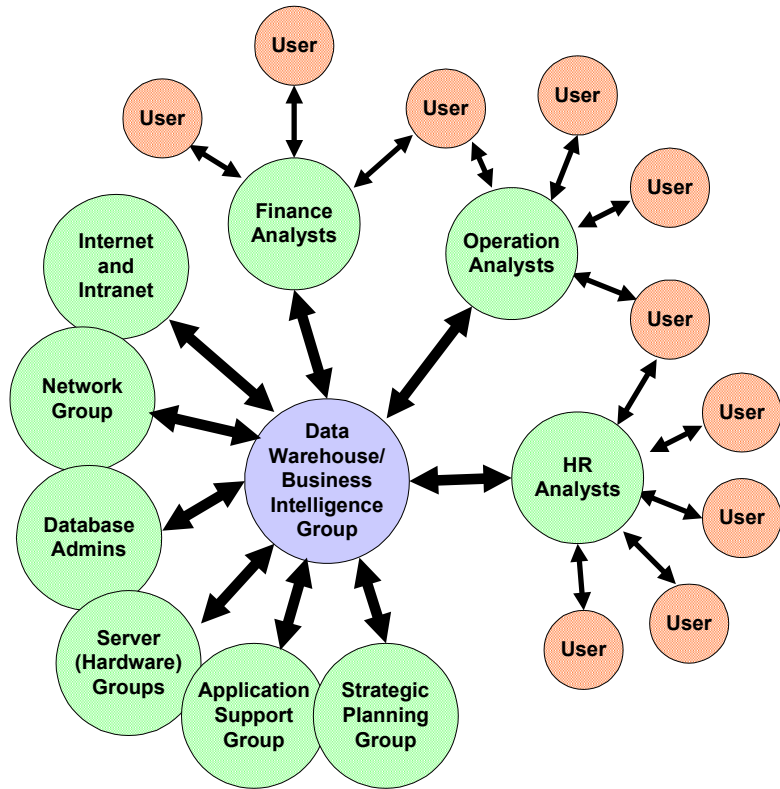 User
User
User
User
User
Finance
Analysts
Operation
Analysts
Internet
and
Intranet
User
Network
Group
User
Data
Warehouse/
Business
Intelligence
Group
HR
Analysts
User
Database
Admins
User
User
Server
(Hardware)
Groups
Application
Support
Group
Strategic
Planning
Group